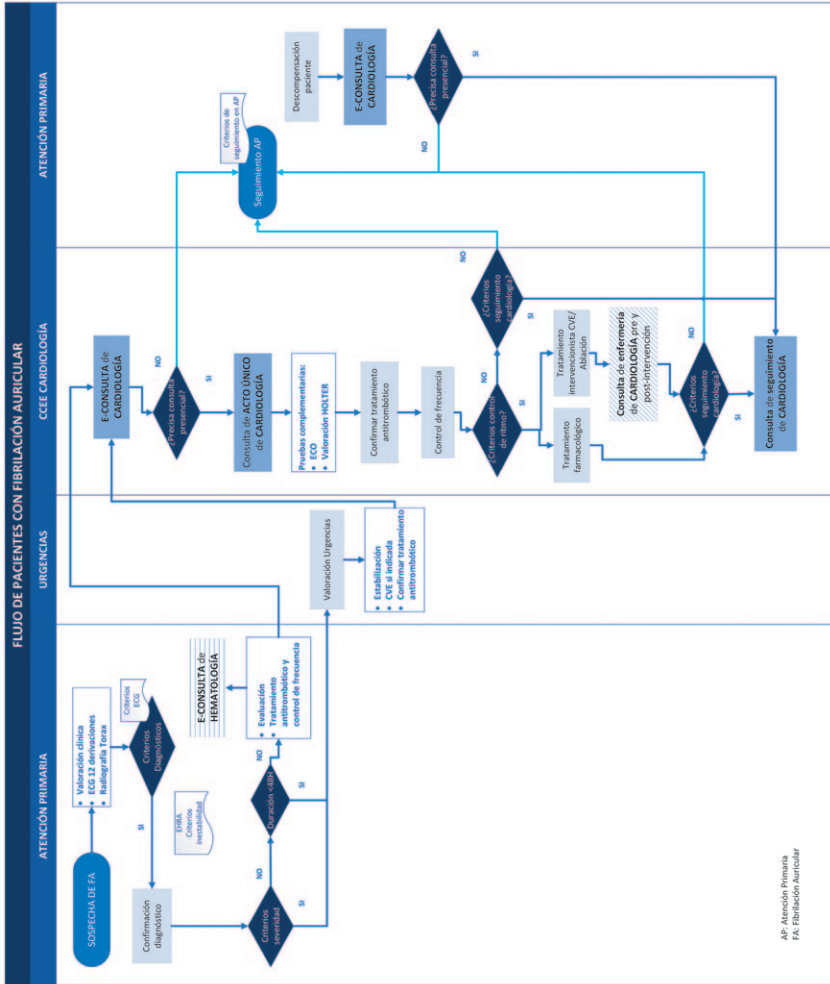 FLUJO DE PACIENTES CON FIBRILACIÓN AURICULAR
ATENCIÓN PRIMARIA
URGENCIAS
CCEE CARDIOLOGÍA
ATENCIÓN PRIMARIA
SOSPECHA DE FA
• Valoración clínica
• ECG 12 derivaciones
• Radiografía Torax
Criterios
ECG
Criterios
Diagnósticos
SI
Confirmación
diagnóstico
EHRA
Criterios
inestabilidad
Criterios
severidad
NO
SI
Duración <48H
NO
SI
• Evaluación
• Tratamiento
antitrombótico y
control de frecuencia
E-CONSULTA de
HEMATOLOGÍA
Valoración Urgencias
• Estabilización
• CVE si indicada
• Confirmar tratamiento
antitrombótico
E-CONSULTA de
CARDIOLOGÍA
¿Precisa consulta
presencial?
NO
SI
Consulta de ACTO ÚNICO
de CARDIOLOGÍA
Pruebas complementarias:
• ECO
• Valoración HOLTER
Confirmar tratamiento
antitrombótico
Control de frecuencia
¿Criterios control
de ritmo?
NO
SI
¿Criterios
seguimiento
cardiología?
NO
SI
Tratamiento
farmacológico
Tratamiento
intervencionista CVE/
Ablación
Consulta de enfermería
de CARDIOLOGÍA pre y
post-intervención
¿Criterios
seguimiento
cardiología?
NO
SI
Consulta de seguimiento
de CARDIOLOGÍA
Criterios de
seguimiento en AP
Seguimiento AP
Descompensación
paciente
E-CONSULTA de
CARDIOLOGÍA
¿Precisa consulta
presencial?
NO
SI
AP: Atención Primaria
FA: Fibrilación Auricular